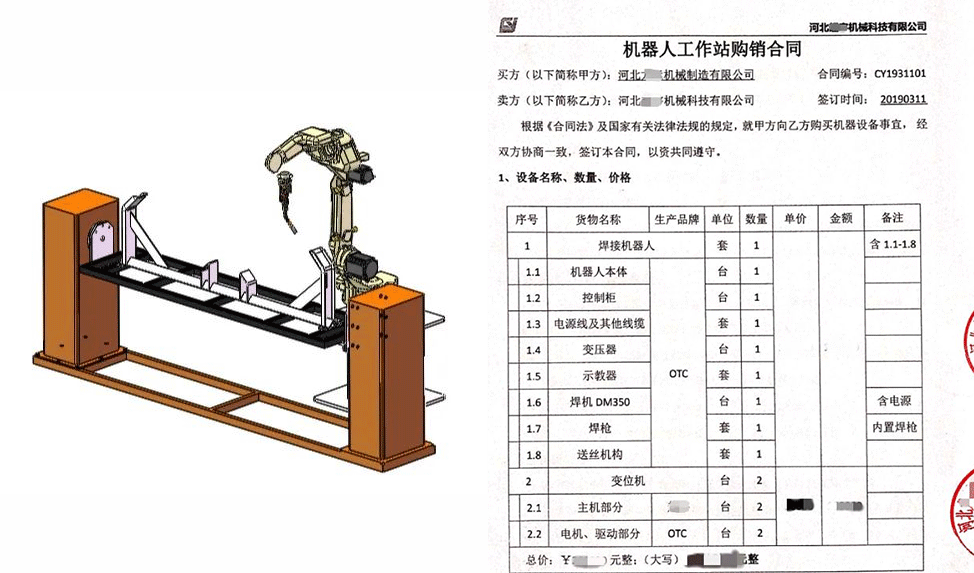 河北 机械科技有限公司
机器人工作站购销合同
买方（以下简称甲方）：河北 机械制造有限公司 合同编号：CY1931101
卖方（以下简称乙方）：河北 机械科技有限公司 签订时间：20190311
根据《合同法》及国家有关法律法规的规定，就甲方向乙方购买机器设备事宜，经
双方协商一致，签订本合同，以资共同遵守。
1、设备名称、数量、价格
序号 货物名称 生产品牌 单位 数量 单价 金额 备注
1 焊接机器人 套 1 含 1.1-1.8
1.1 机器人本体 台 1
1.2 控制柜 台 1
1.3 电源线及其他线缆 套 1
1.4 变压器 台 1
1.5 示教器 OTC 套 1
1.6 焊机 DM350 台 1 含电源
1.7 焊枪 套 1 内置焊枪
1.8 送丝机构 套 1
2 变位机 台 2
2.1 主机部分 台 2
2.2 电机、驱动部分 OTC 台 2
总价：￥ 元整；（大写） 元整
河北